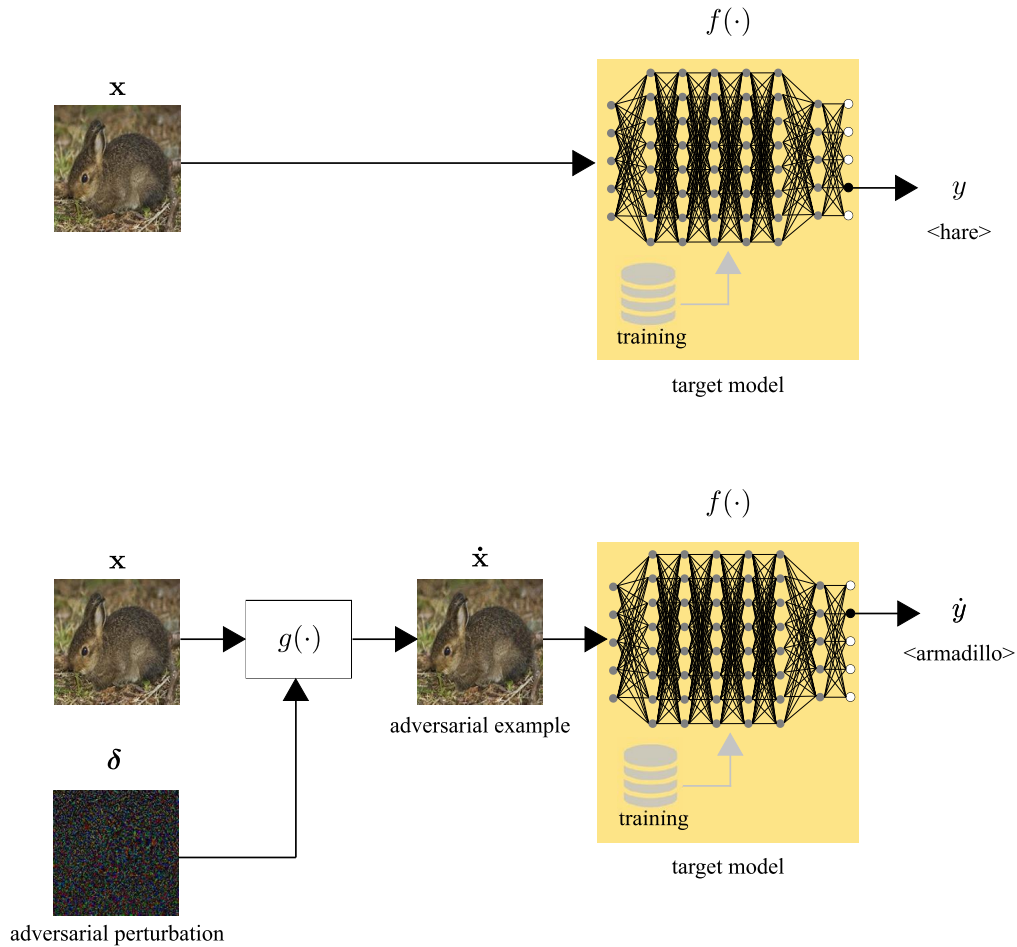 f(·)
x
y
<hare>
training
target model
f(·)
x
ẋ
g(·)
ẏ
<armadillo>
adversarial example
δ
training
target model
adversarial perturbation